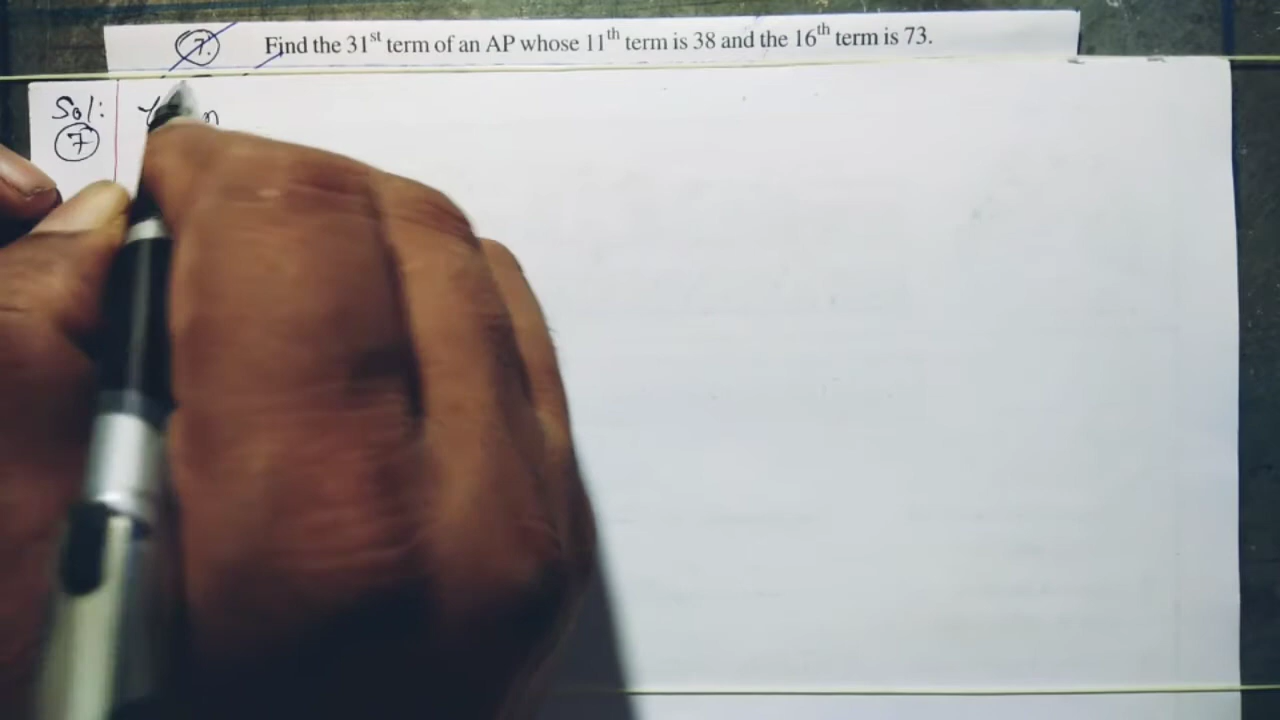 7. Find the 31st term of an AP whose 11th term is 38 and the 16th term is 73.
Sol:
7